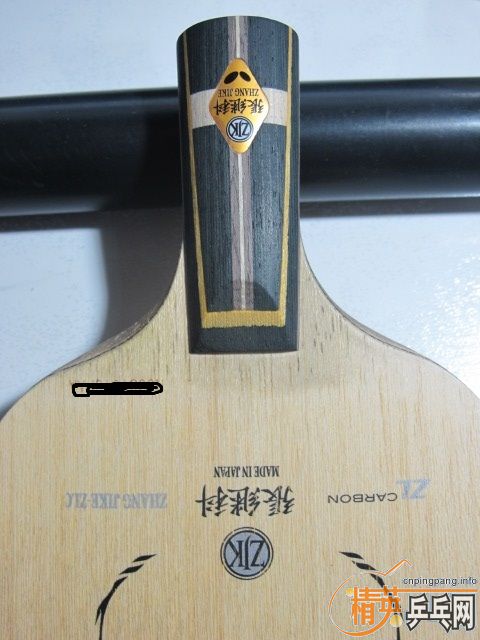 ZJK
張継科
MADE IN JAPAN
ZL CARBON
ZHANG JIKE-ZLC
ZJK
張継科
ZHANG JIKE
cnpingpang.info
精英乒乓网